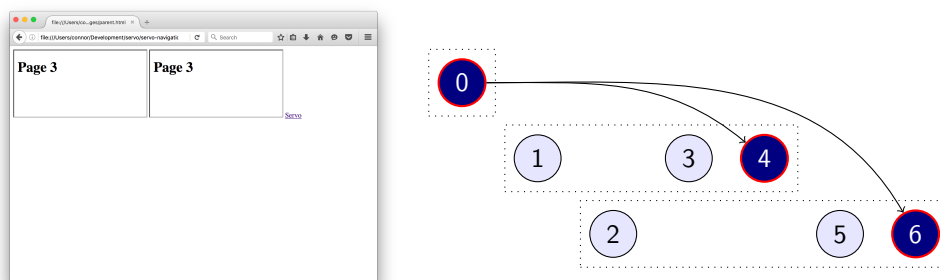 file:///Users/co...ges/parent.html × +
file:///Users/connor/Development/servo/servo-navigatic Search
Page 3 Page 3
Servo
0
1 3 4
2 5 6